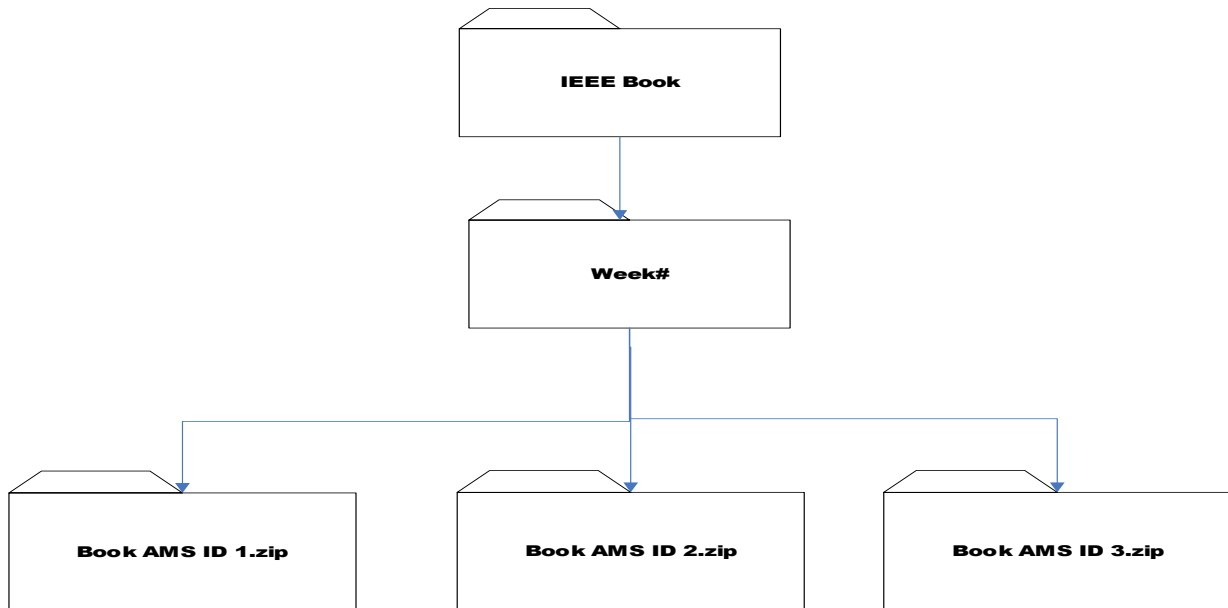 IEEE Book
Week#
Book AMS ID 1.zip
Book AMS ID 2.zip
Book AMS ID 3.zip